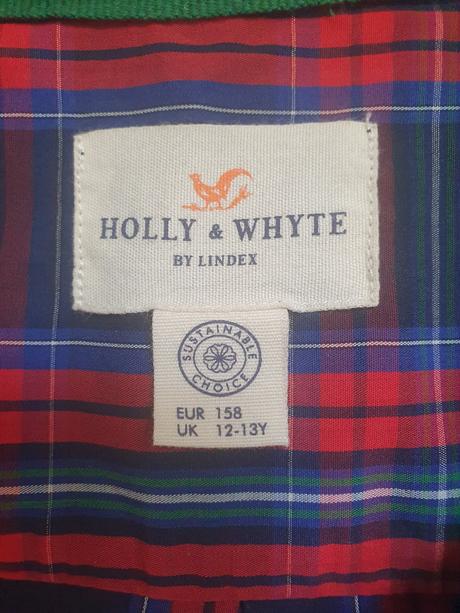 HOLLY & WHYTE
BY LINDEX
SUSTAINABLE
CHOICE
EUR 158
UK 12-13Y